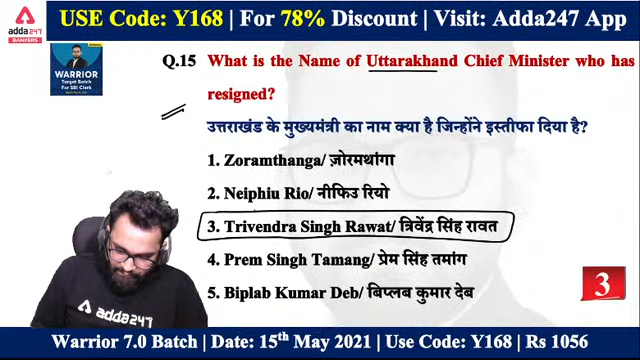 USE Code: Y168 | For 78% Discount | Visit: Adda247 App
adda247
BANKERS
WARRIOR
Target Batch
For SBI Clerk
Q.15 What is the Name of Uttarakhand Chief Minister who has
resigned?
उत्तराखंड के मुख्यमंत्री का नाम क्या है जिन्होंने इस्तीफा दिया है?
1. Zoramthanga/ ज़ोरमथांगा
2. Neiphiu Rio/ नीफिउ रियो
3. Trivendra Singh Rawat/ त्रिवेंद्र सिंह रावत
4. Prem Singh Tamang/ प्रेम सिंह तमांग
5. Biplab Kumar Deb/ बिप्लब कुमार देब
3
adda247
Warrior 7.0 Batch | Date: 15th May 2021 | Use Code: Y168 | Rs 1056